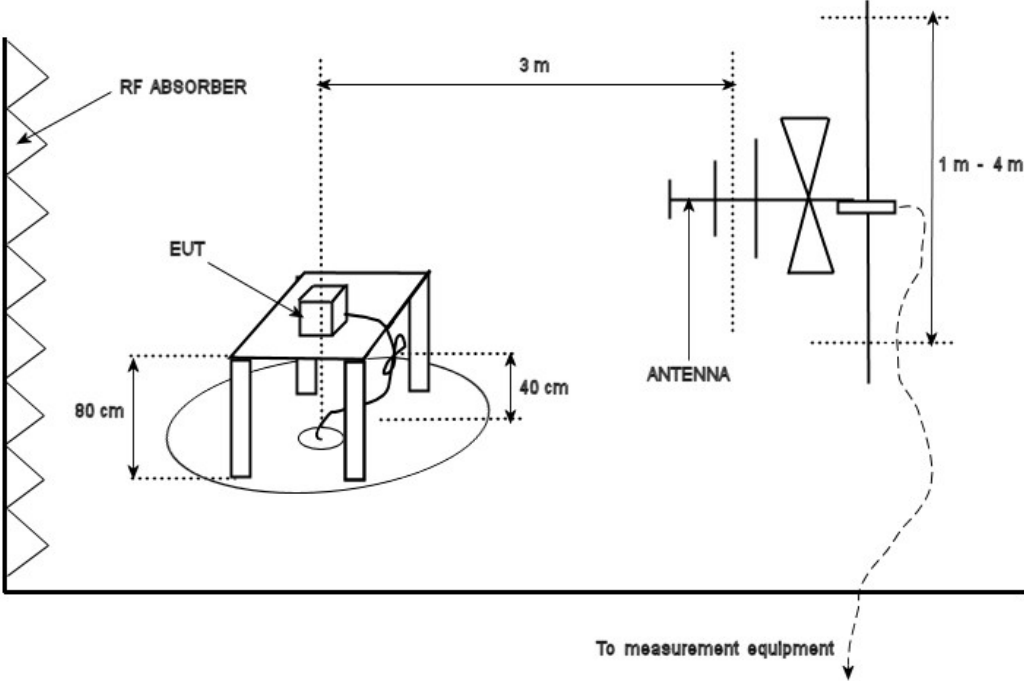 3 m
RF ABSORBER
1 m - 4 m
EUT
ANTENNA
40 cm
80 cm
To measurement equipment